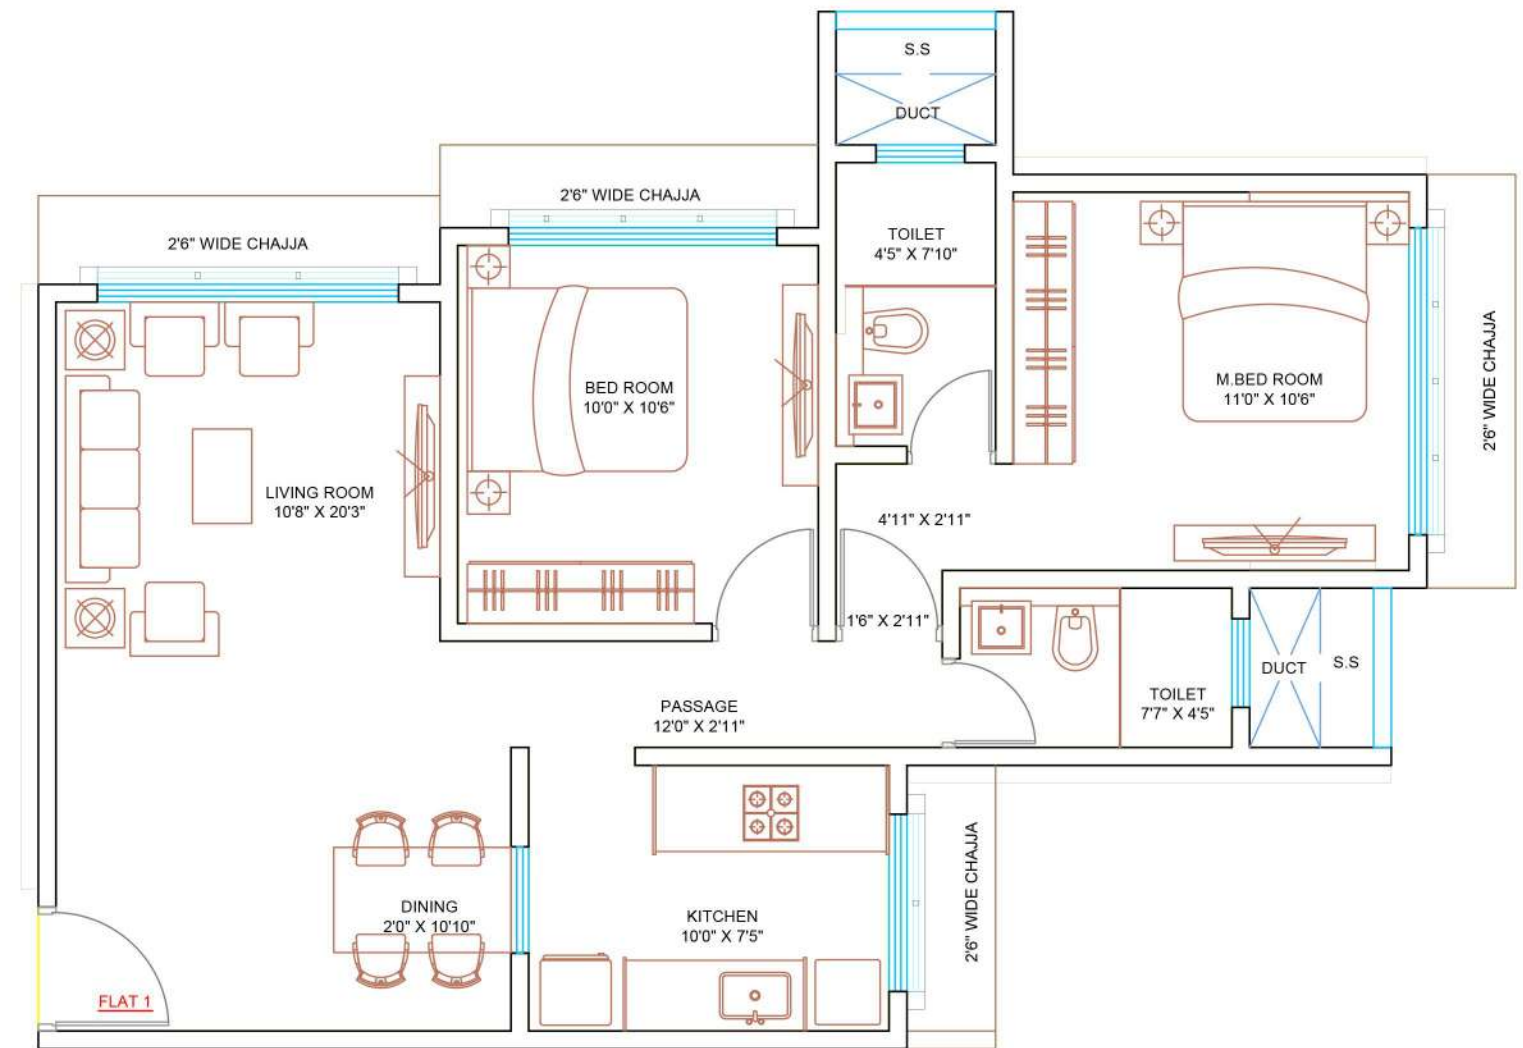 S.S
DUCT
2'6" WIDE CHAJJA
2'6" WIDE CHAJJA
TOILET
4'5" X 7'10"
BED ROOM
10'0" X 10'6"
M.BED ROOM
11'0" X 10'6"
2'6" WIDE CHAJJA
LIVING ROOM
10'8" X 20'3"
4'11" X 2'11"
1'6" X 2'11"
PASSAGE
12'0" X 2'11"
TOILET
7'7" X 4'5"
DUCT
S.S
DINING
2'0" X 10'10"
KITCHEN
10'0" X 7'5"
2'6" WIDE CHAJJA
FLAT 1